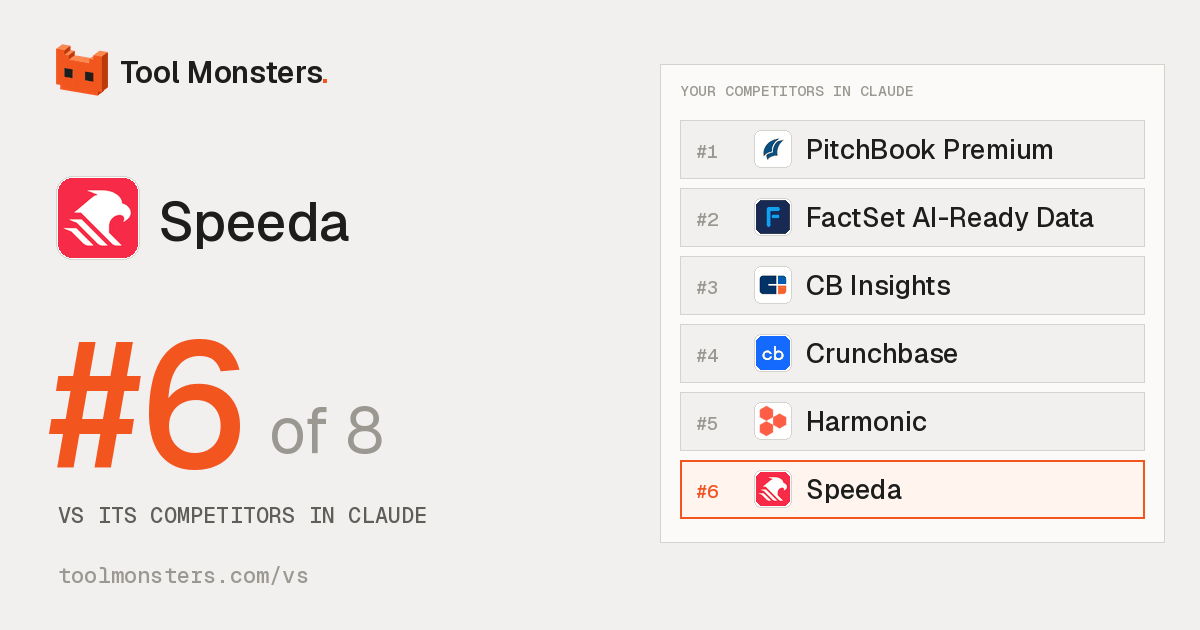 Tool Monsters.
Speeda
#6 of 8
VS ITS COMPETITORS IN CLAUDE
toolmonsters.com/vs
YOUR COMPETITORS IN CLAUDE
#1 PitchBook Premium
#2 F FactSet AI-Ready Data
#3 CB Insights
#4 cb Crunchbase
#5 Harmonic
#6 Speeda